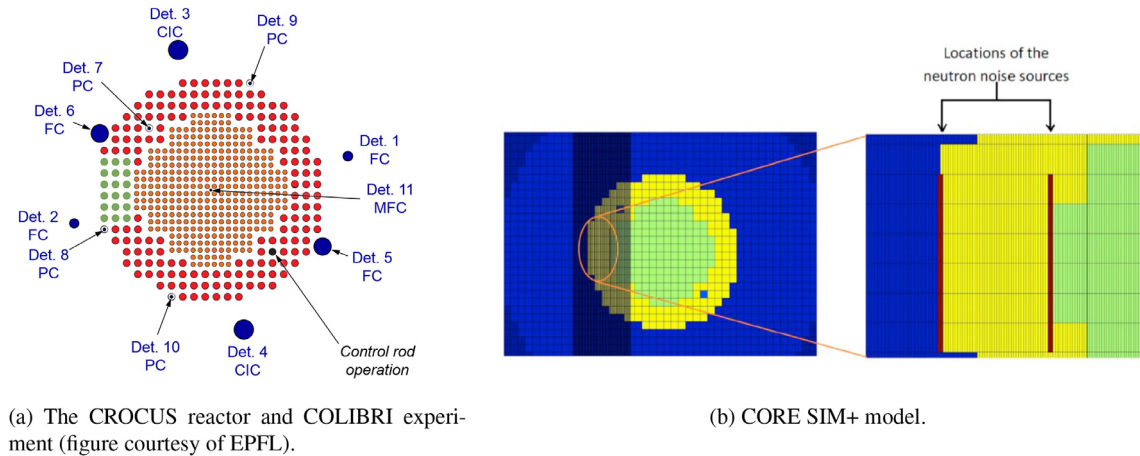 Det. 3
CIC
Det. 9
PC
Det. 7
PC
Det. 6
FC
Det. 1
FC
Det. 11
MFC
Det. 2
FC
Det. 8
PC
Det. 5
FC
Det. 10
PC
Det. 4
CIC
Control rod
operation
(a) The CROCUS reactor and COLIBRI experi-
ment (figure courtesy of EPFL).
Locations of the
neutron noise sources
(b) CORE SIM+ model.